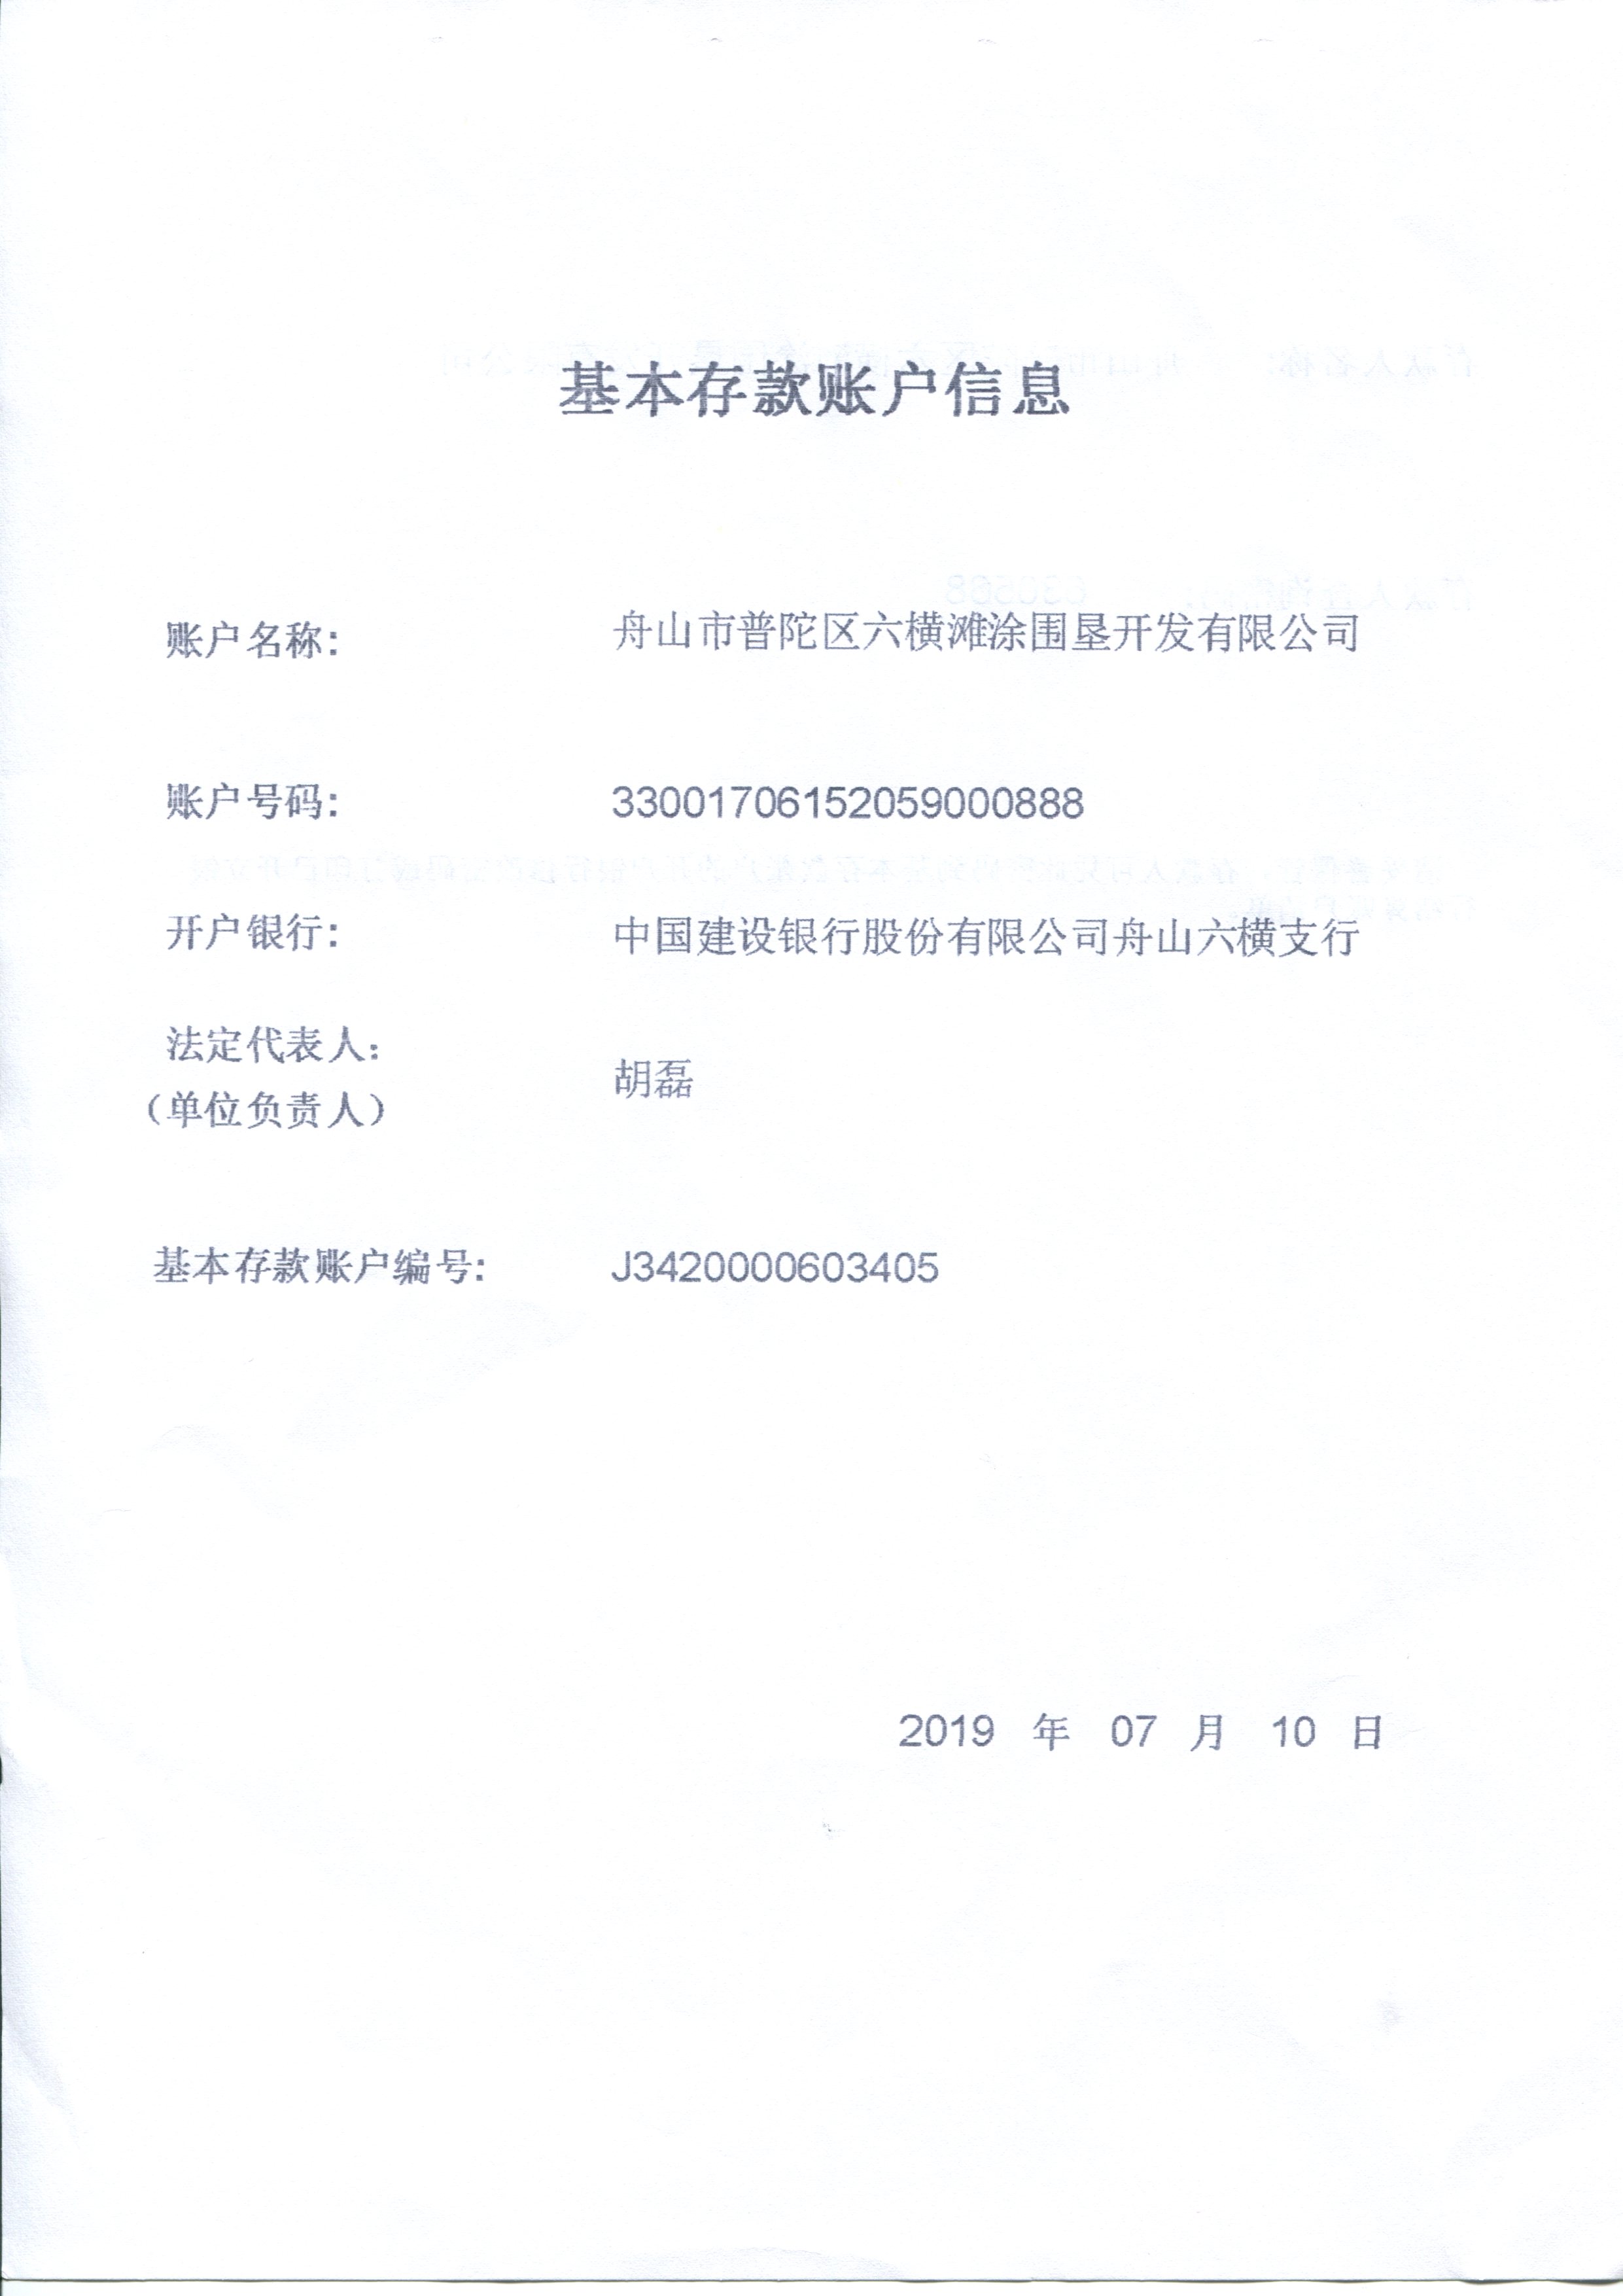 基本存款账户信息
账户名称: 舟山市普陀区六横滩涂围垦开发有限公司
账户号码: 33001706152059000888
开户银行: 中国建设银行股份有限公司舟山六横支行
法定代表人:
（单位负责人） 胡磊
基本存款账户编号: J3420000603405
2019 年 07 月 10 日